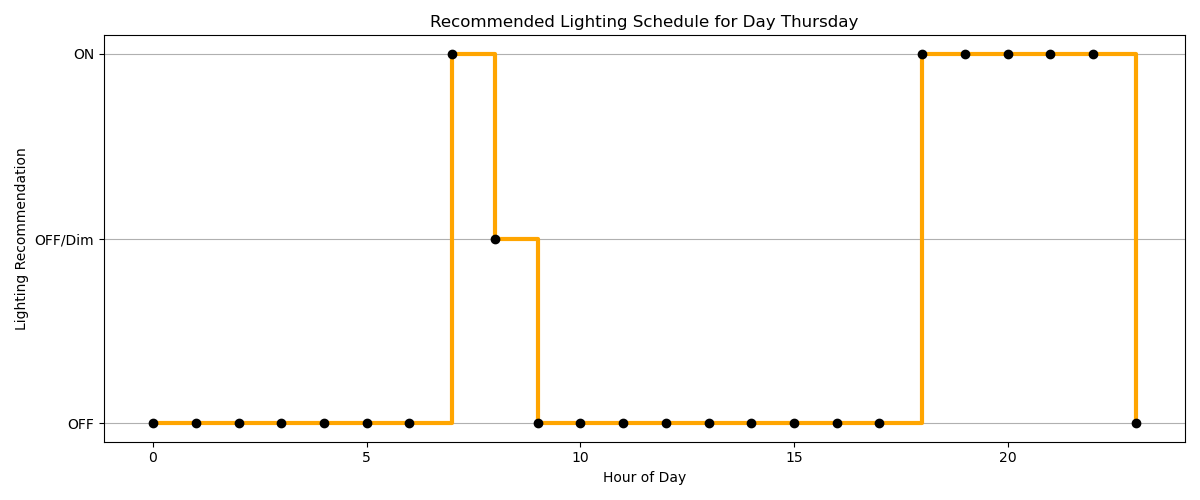 Recommended Lighting Schedule for Day Thursday
Lighting Recommendation
ON
OFF/Dim
OFF
0 5 10 15 20
Hour of Day